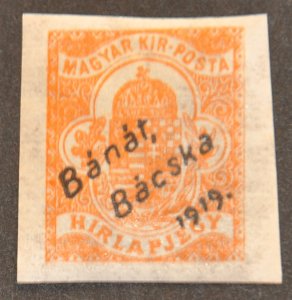 MAGYAR KIR·POSTA
Bánát,
Bácska
1919.
HIRLAPJEGY